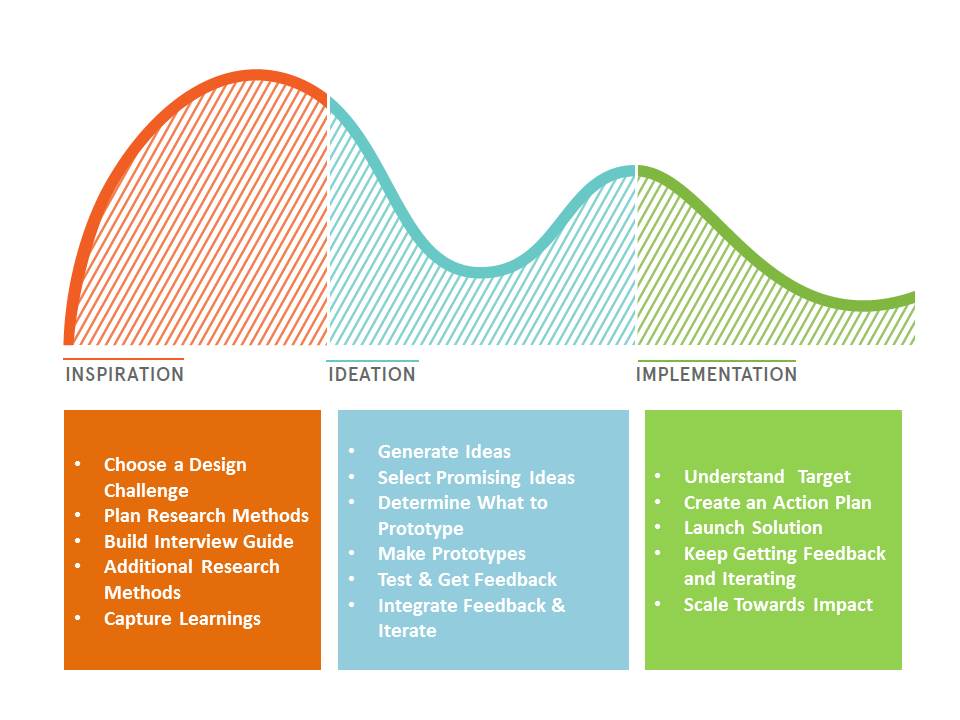 INSPIRATION
IDEATION
IMPLEMENTATION
• Choose a Design
Challenge
• Plan Research Methods
• Build Interview Guide
• Additional Research
Methods
• Capture Learnings
• Generate Ideas
• Select Promising Ideas
• Determine What to
Prototype
• Make Prototypes
• Test & Get Feedback
• Integrate Feedback &
Iterate
• Understand Target
• Create an Action Plan
• Launch Solution
• Keep Getting Feedback
and Iterating
• Scale Towards Impact